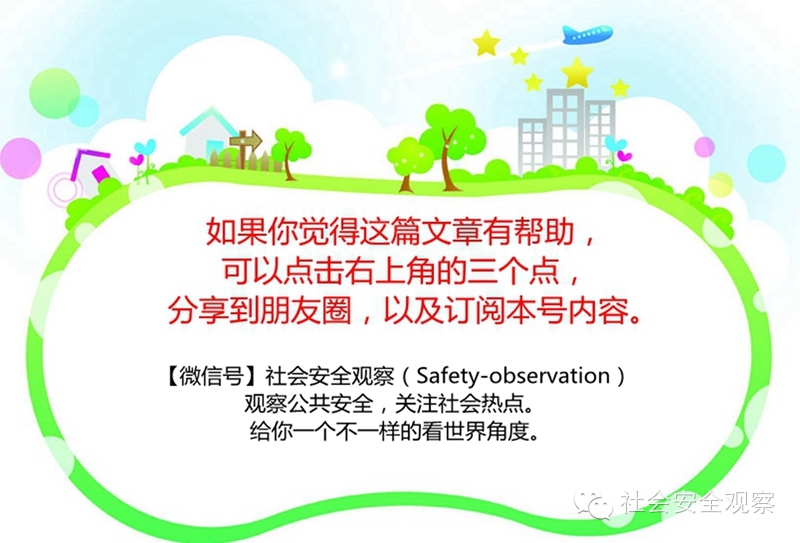 如果你觉得这篇文章有帮助，
可以点击右上角的三个点，
分享到朋友圈，以及订阅本号内容。
【微信号】社会安全观察（Safety-observation）
观察公共安全，关注社会热点。
给你一个不一样的看世界角度。
社会安全观察